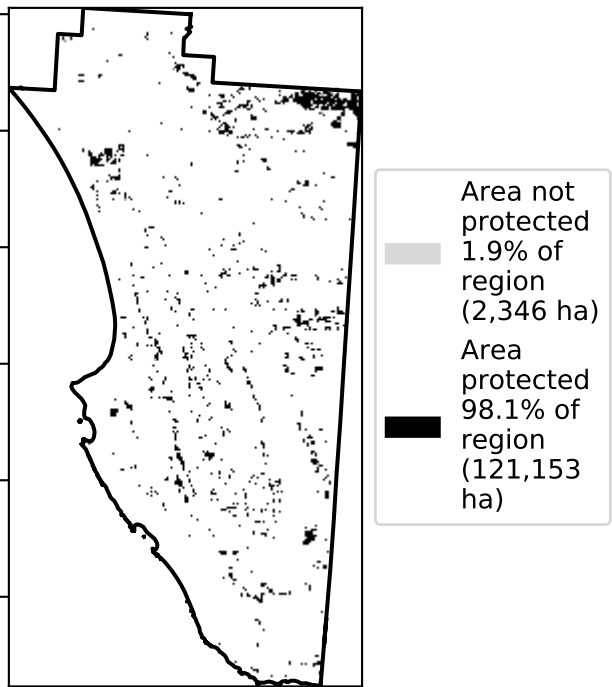 Area not
protected
1.9% of
region
(2,346 ha)
Area
protected
98.1% of
region
(121,153
ha)